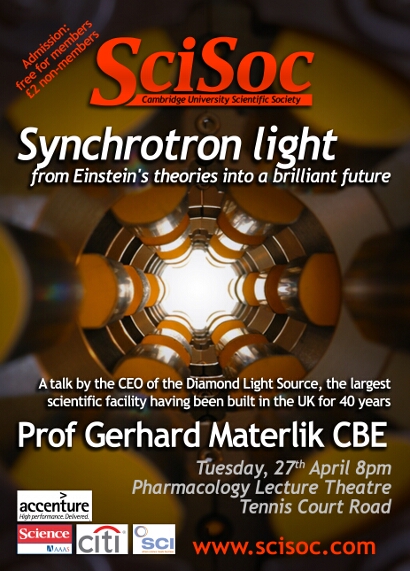 Admission:
free for members
£2 non-members
SciSoc
Cambridge University Scientific Society
Synchrotron light
from Einstein's theories into a brilliant future
A talk by the CEO of the Diamond Light Source, the largest
scientific facility having been built in the UK for 40 years
Prof Gerhard Materlik CBE
Tuesday, 27th April 8pm
Pharmacology Lecture Theatre
Tennis Court Road
>
accenture
High performance. Delivered.
Science
AAAS
citi
SCI
www.scisoc.com